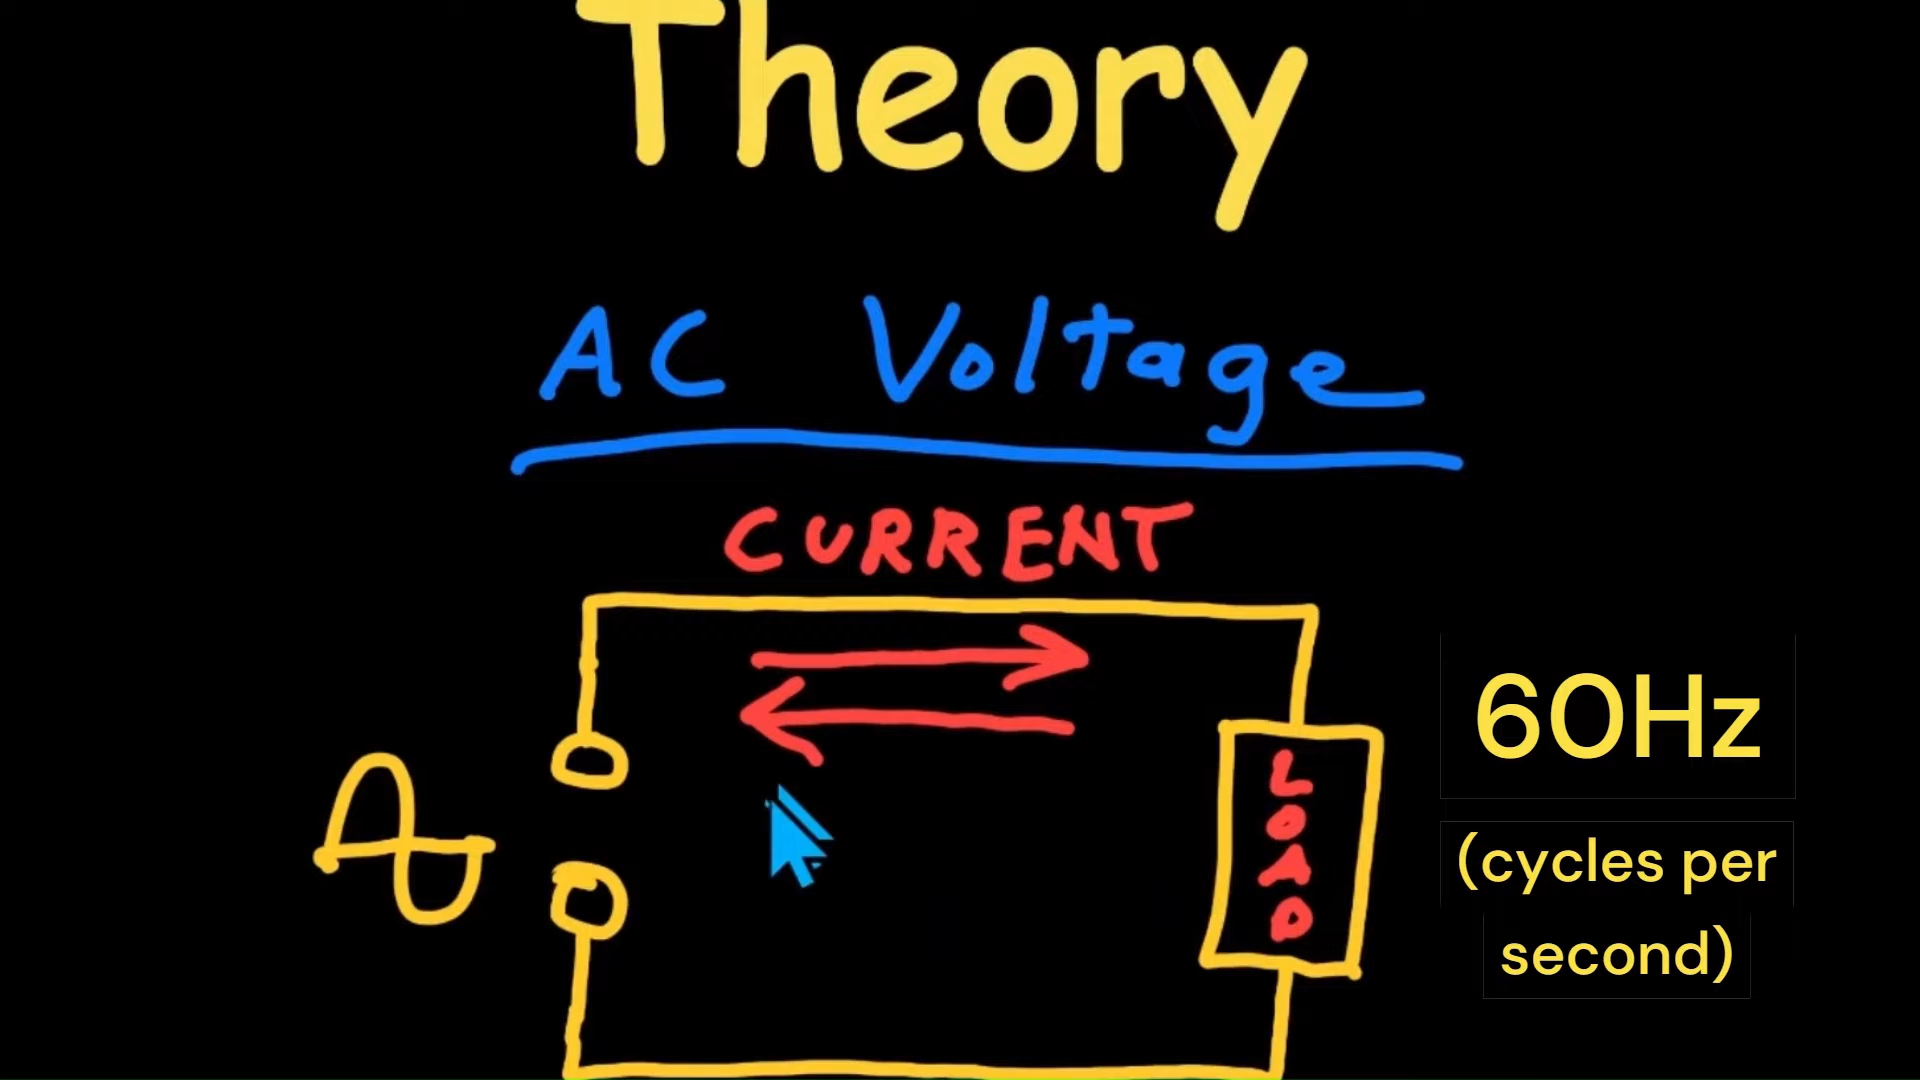 Theory
AC Voltage
CURRENT
LOAD
60Hz
(cycles per
second)